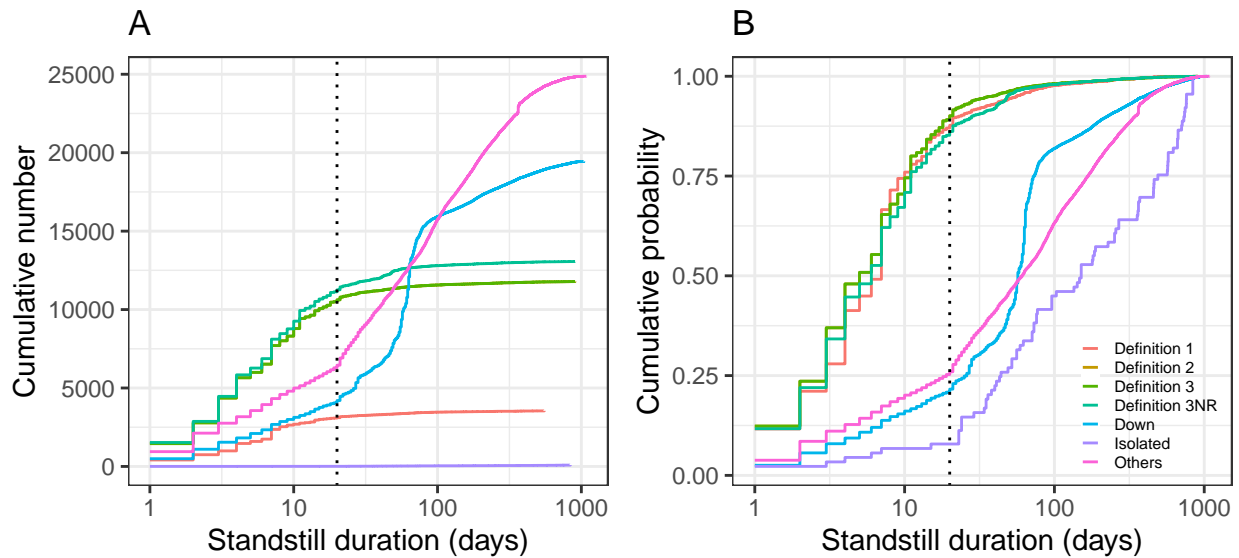 A
Cumulative number
25000
20000
15000
10000
5000
0
1
10
100
1000
Standstill duration (days)
B
Cumulative probability
1.00
0.75
0.50
0.25
0.00
Definition 1
Definition 2
Definition 3
Definition 3NR
Down
Isolated
Others
1
10
100
1000
Standstill duration (days)